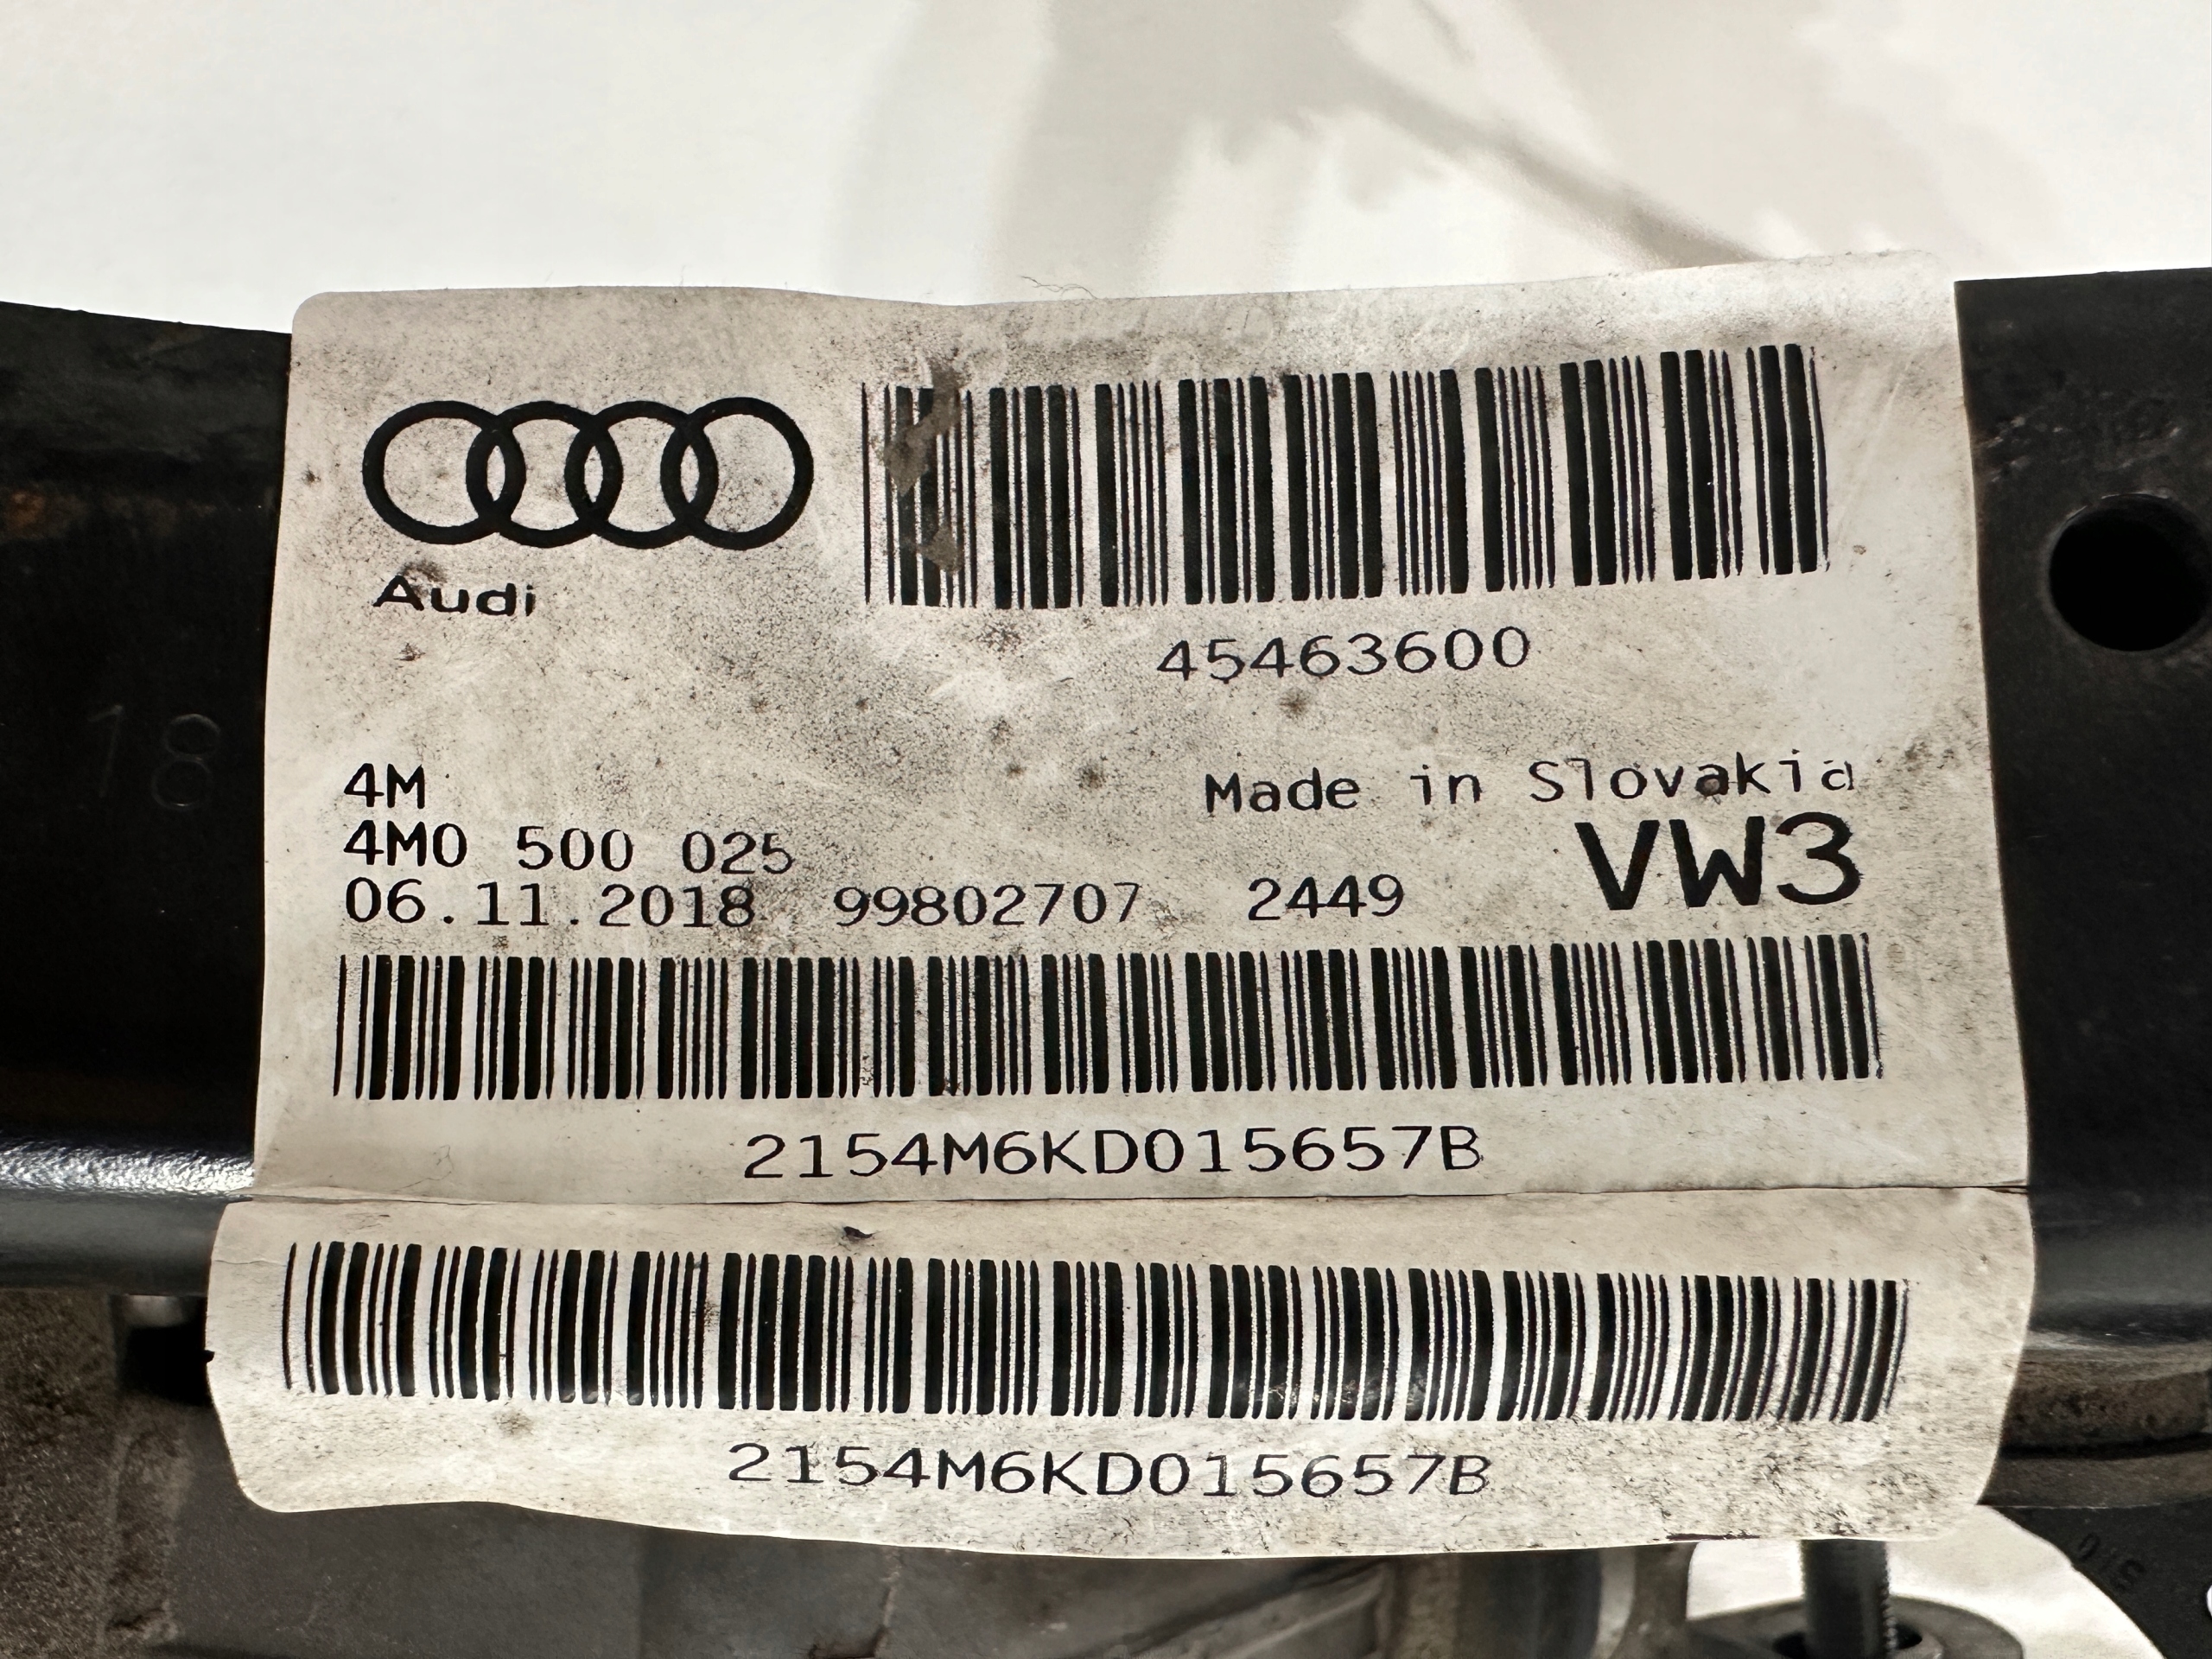 Audi
45463600
18
4M
Made in Slovakia
4M0 500 025
VW3
06.11.2018 99802707 2449
2154M6KD015657B
2154M6KD015657B